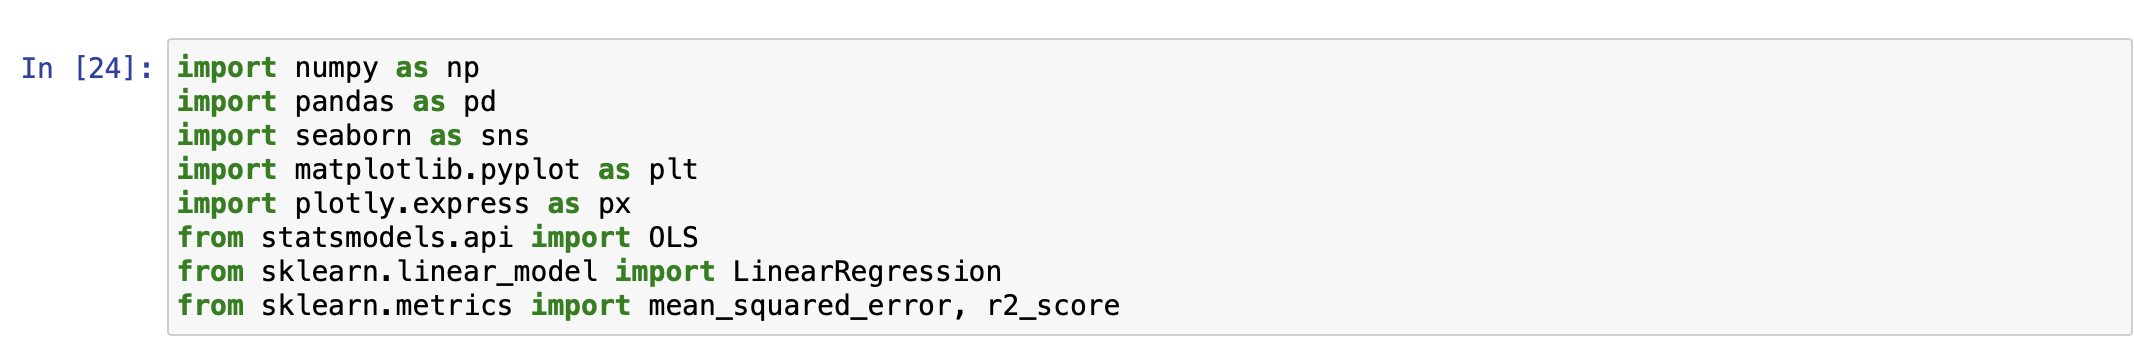 In [24]: import numpy as np
import pandas as pd
import seaborn as sns
import matplotlib.pyplot as plt
import plotly.express as px
from statsmodels.api import OLS
from sklearn.linear_model import LinearRegression
from sklearn.metrics import mean_squared_error, r2_score